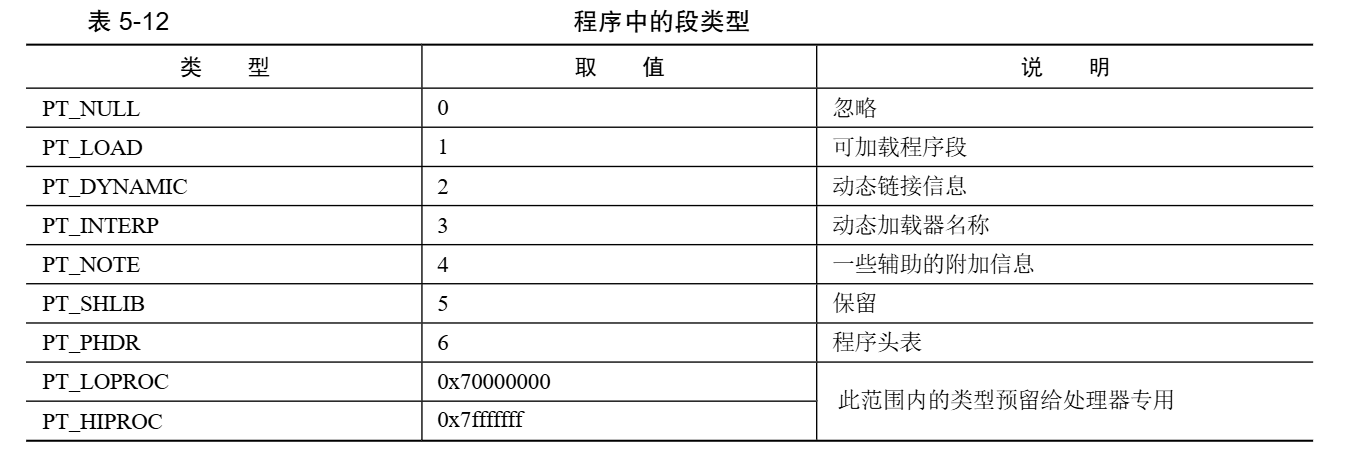 表 5-12 程序中的段类型
类 型 取 值 说 明
PT_NULL 0 忽略
PT_LOAD 1 可加载程序段
PT_DYNAMIC 2 动态链接信息
PT_INTERP 3 动态加载器名称
PT_NOTE 4 一些辅助的附加信息
PT_SHLIB 5 保留
PT_PHDR 6 程序头表
PT_LOPROC 0x70000000 此范围内的类型预留给处理器专用
PT_HIPROC 0x7fffffff